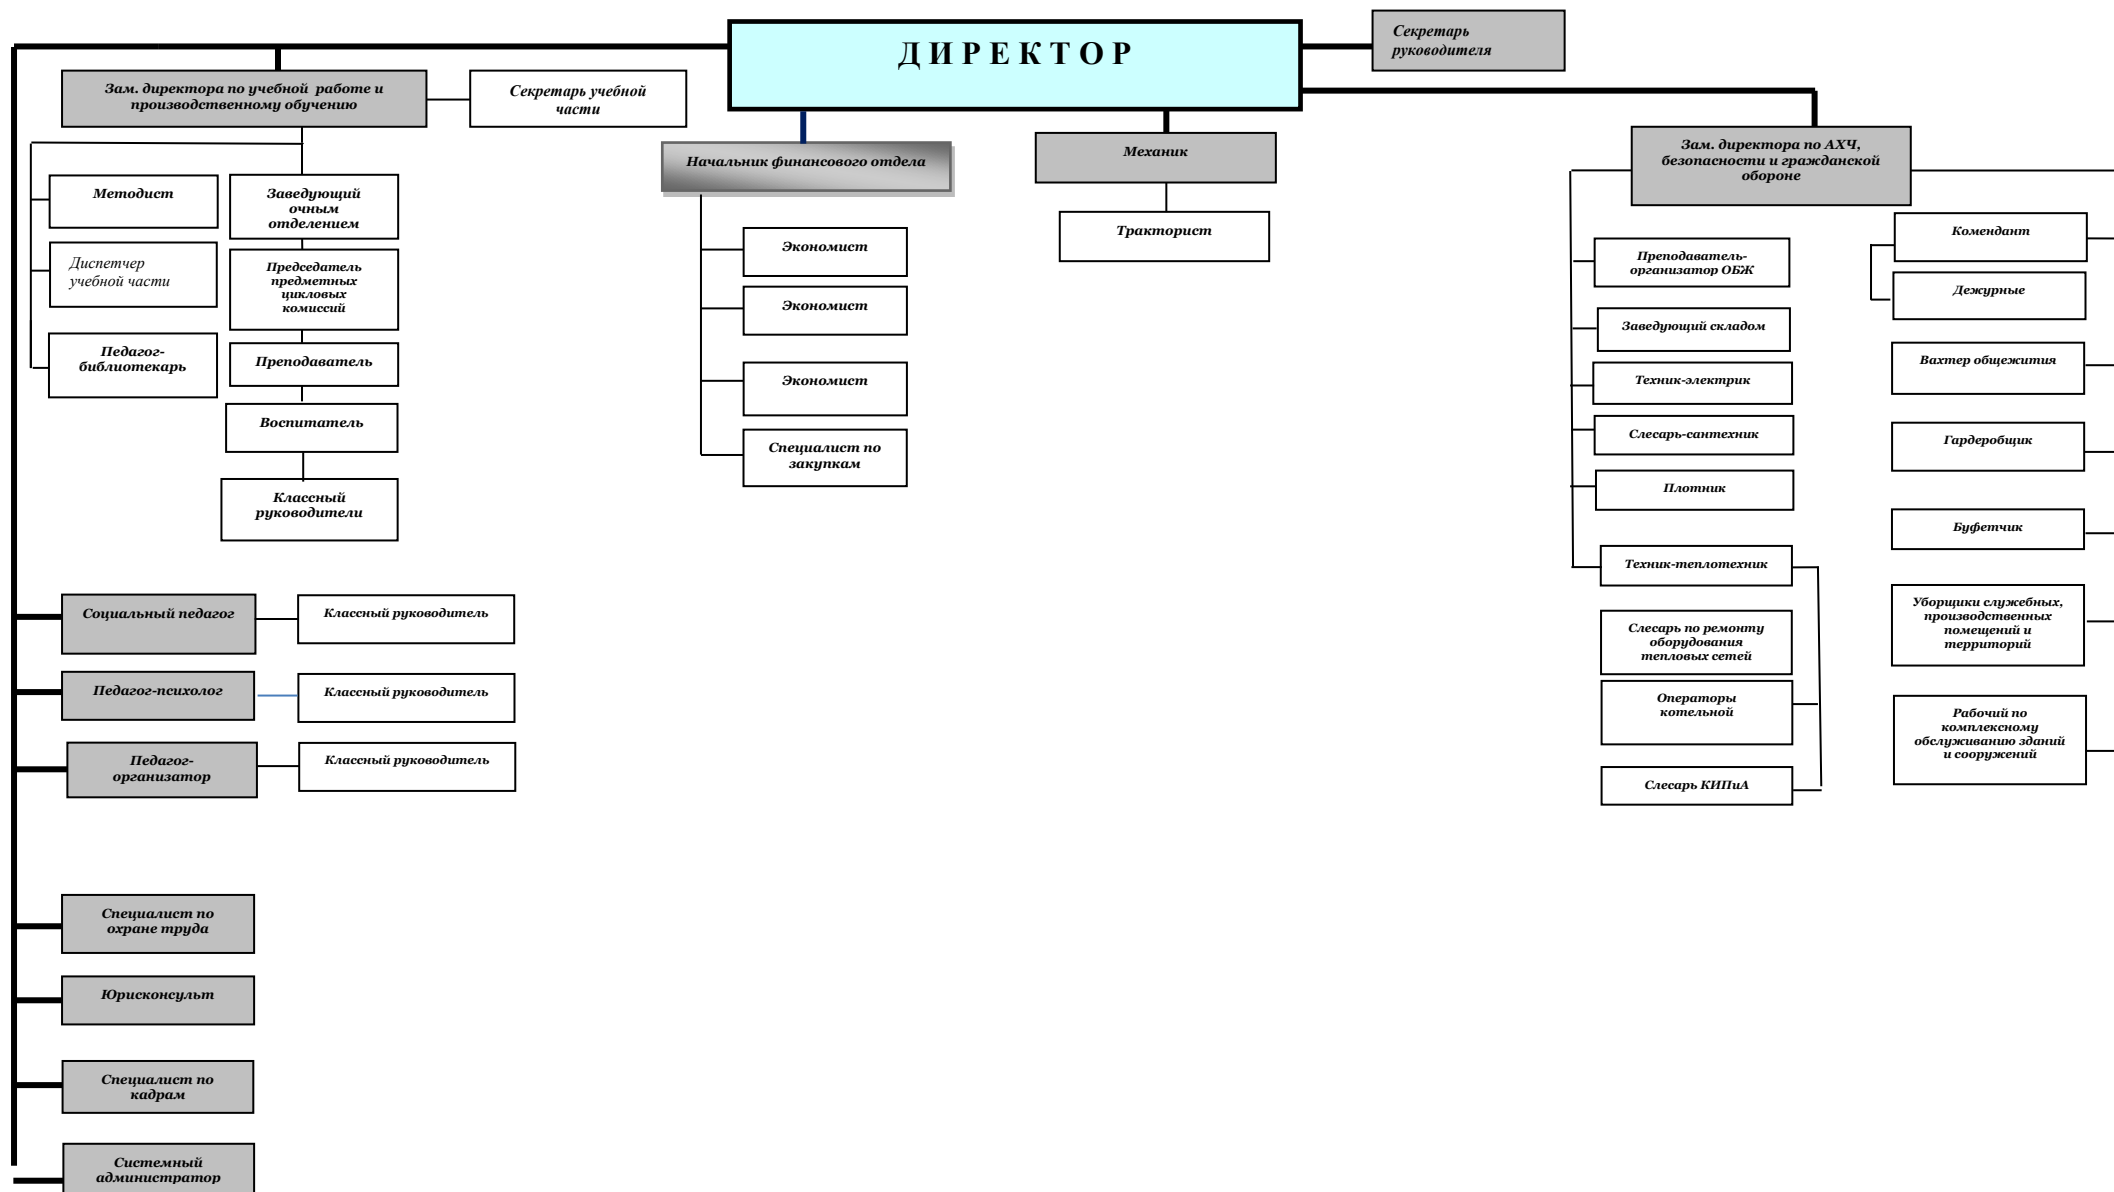 Д И Р Е К Т О Р
Секретарь
руководителя
Зам. директора по учебной работе и
производственному обучению
Секретарь учебной
части
Начальник финансового отдела
Механик
Зам. директора по АХЧ,
безопасности и гражданской
обороне
Методист
Заведующий
очным
отделением
Диспетчер
учебной части
Председатель
предметных
цикловых
комиссий
Педагог-
библиотекарь
Преподаватель
Воспитатель
Классный
руководители
Экономист
Экономист
Экономист
Специалист по
закупкам
Тракторист
Преподаватель-
организатор ОБЖ
Заведующий складом
Техник-электрик
Слесарь-сантехник
Плотник
Техник-теплотехник
Слесарь по ремонту
оборудования
тепловых сетей
Операторы
котельной
Слесарь КИПиА
Комендант
Дежурные
Вахтер общежития
Гардеробщик
Буфетчик
Уборщики служебных,
производственных
помещений и
территорий
Рабочий по
комплексному
обслуживанию зданий
и сооружений
Социальный педагог
Классный руководитель
Педагог-психолог
Классный руководитель
Педагог-
организатор
Классный руководитель
Специалист по
охране труда
Юрисконсульт
Специалист по
кадрам
Системный
администратор